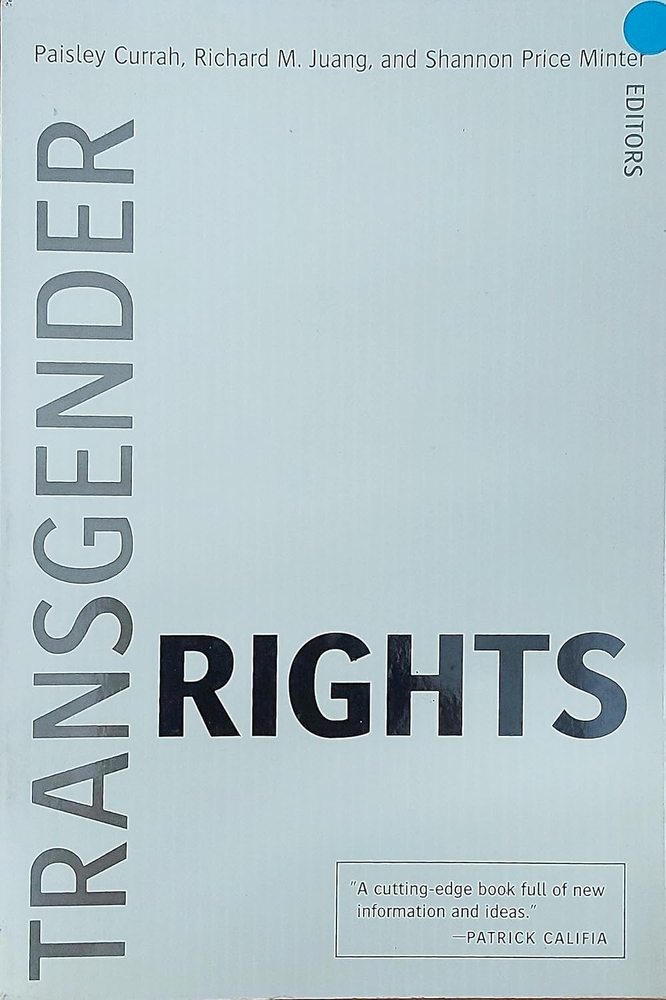 Paisley Currah, Richard M. Juang, and Shannon Price Minter
EDITORS
TRANSGENDER
RIGHTS
"A cutting-edge book full of new
information and ideas."
—PATRICK CALIFIA